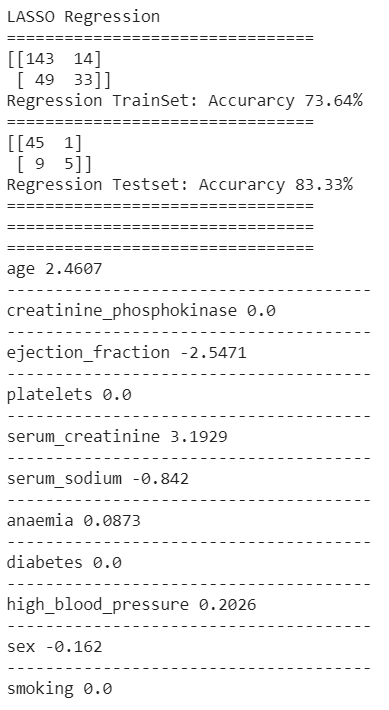 LASSO Regression
================================
[[143  14]
 [ 49  33]]
Regression TrainSet: Accurarcy 73.64%
================================
[[45  1]
 [ 9  5]]
Regression Testset: Accurarcy 83.33%
================================
================================
================================
age 2.4607
--------------------------------------
creatinine_phosphokinase 0.0
--------------------------------------
ejection_fraction -2.5471
--------------------------------------
platelets 0.0
--------------------------------------
serum_creatinine 3.1929
--------------------------------------
serum_sodium -0.842
--------------------------------------
anaemia 0.0873
--------------------------------------
diabetes 0.0
--------------------------------------
high_blood_pressure 0.2026
--------------------------------------
sex -0.162
--------------------------------------
smoking 0.0